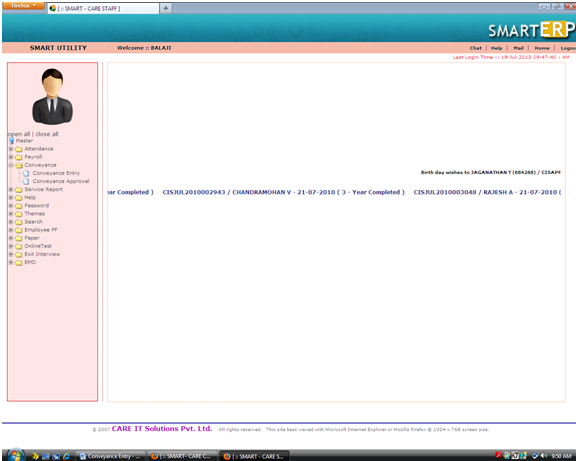 Firefox
[ :: SMART - CARE STAFF ]
SMARTERP
SMART UTILITY
Welcome :: BALAJI
Chat | Help | Mail | Home | Logou
Last Login Time :: 19-Jul-2013 09:47:40 : AM
open all | close all
Master
Attendance
Payroll
Conveyance
Conveyance Entry
Conveyance Approval
Service Report
Help
Password
Themes
Search
Employee PF
Paper
OnlineTest
Exit Interview
EMD
Birth day wishes to JAGANATHAN T (604288) / CISAPR
ear Completed ) CISJUL2010002943 / CHANDRAMOHAN V - 21-07-2010 ( 3 - Year Completed ) CISJUL2010003048 / RAJESH A - 21-07-2010 (
© 2007 CARE IT Solutions Pvt. Ltd. All rights reserved. This site best viewed with Microsoft Internet Explorer or Mozilla Firefox @ 1024 x 768 screen size.
Conveyance Entry - ...
[ :: SMART- CARE C...
[ :: SMART - CARE S...
9:50 AM